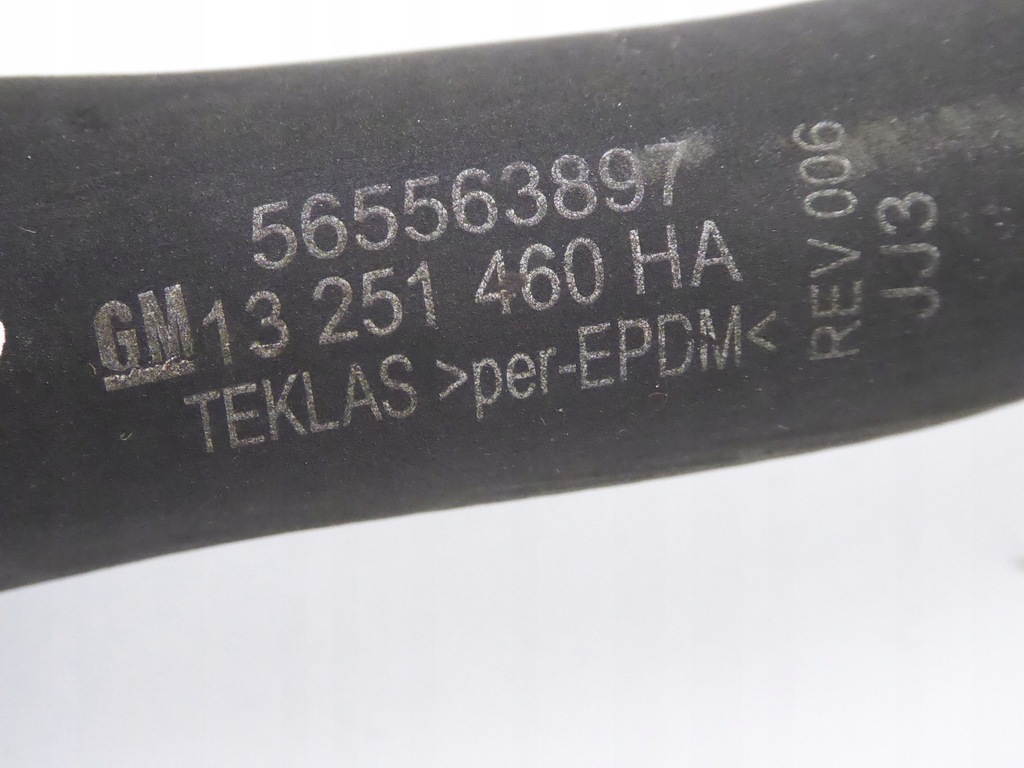 565563897
GM 13 251 460 HA
TEKLAS >per-EPDM<
REV 006
JJ3